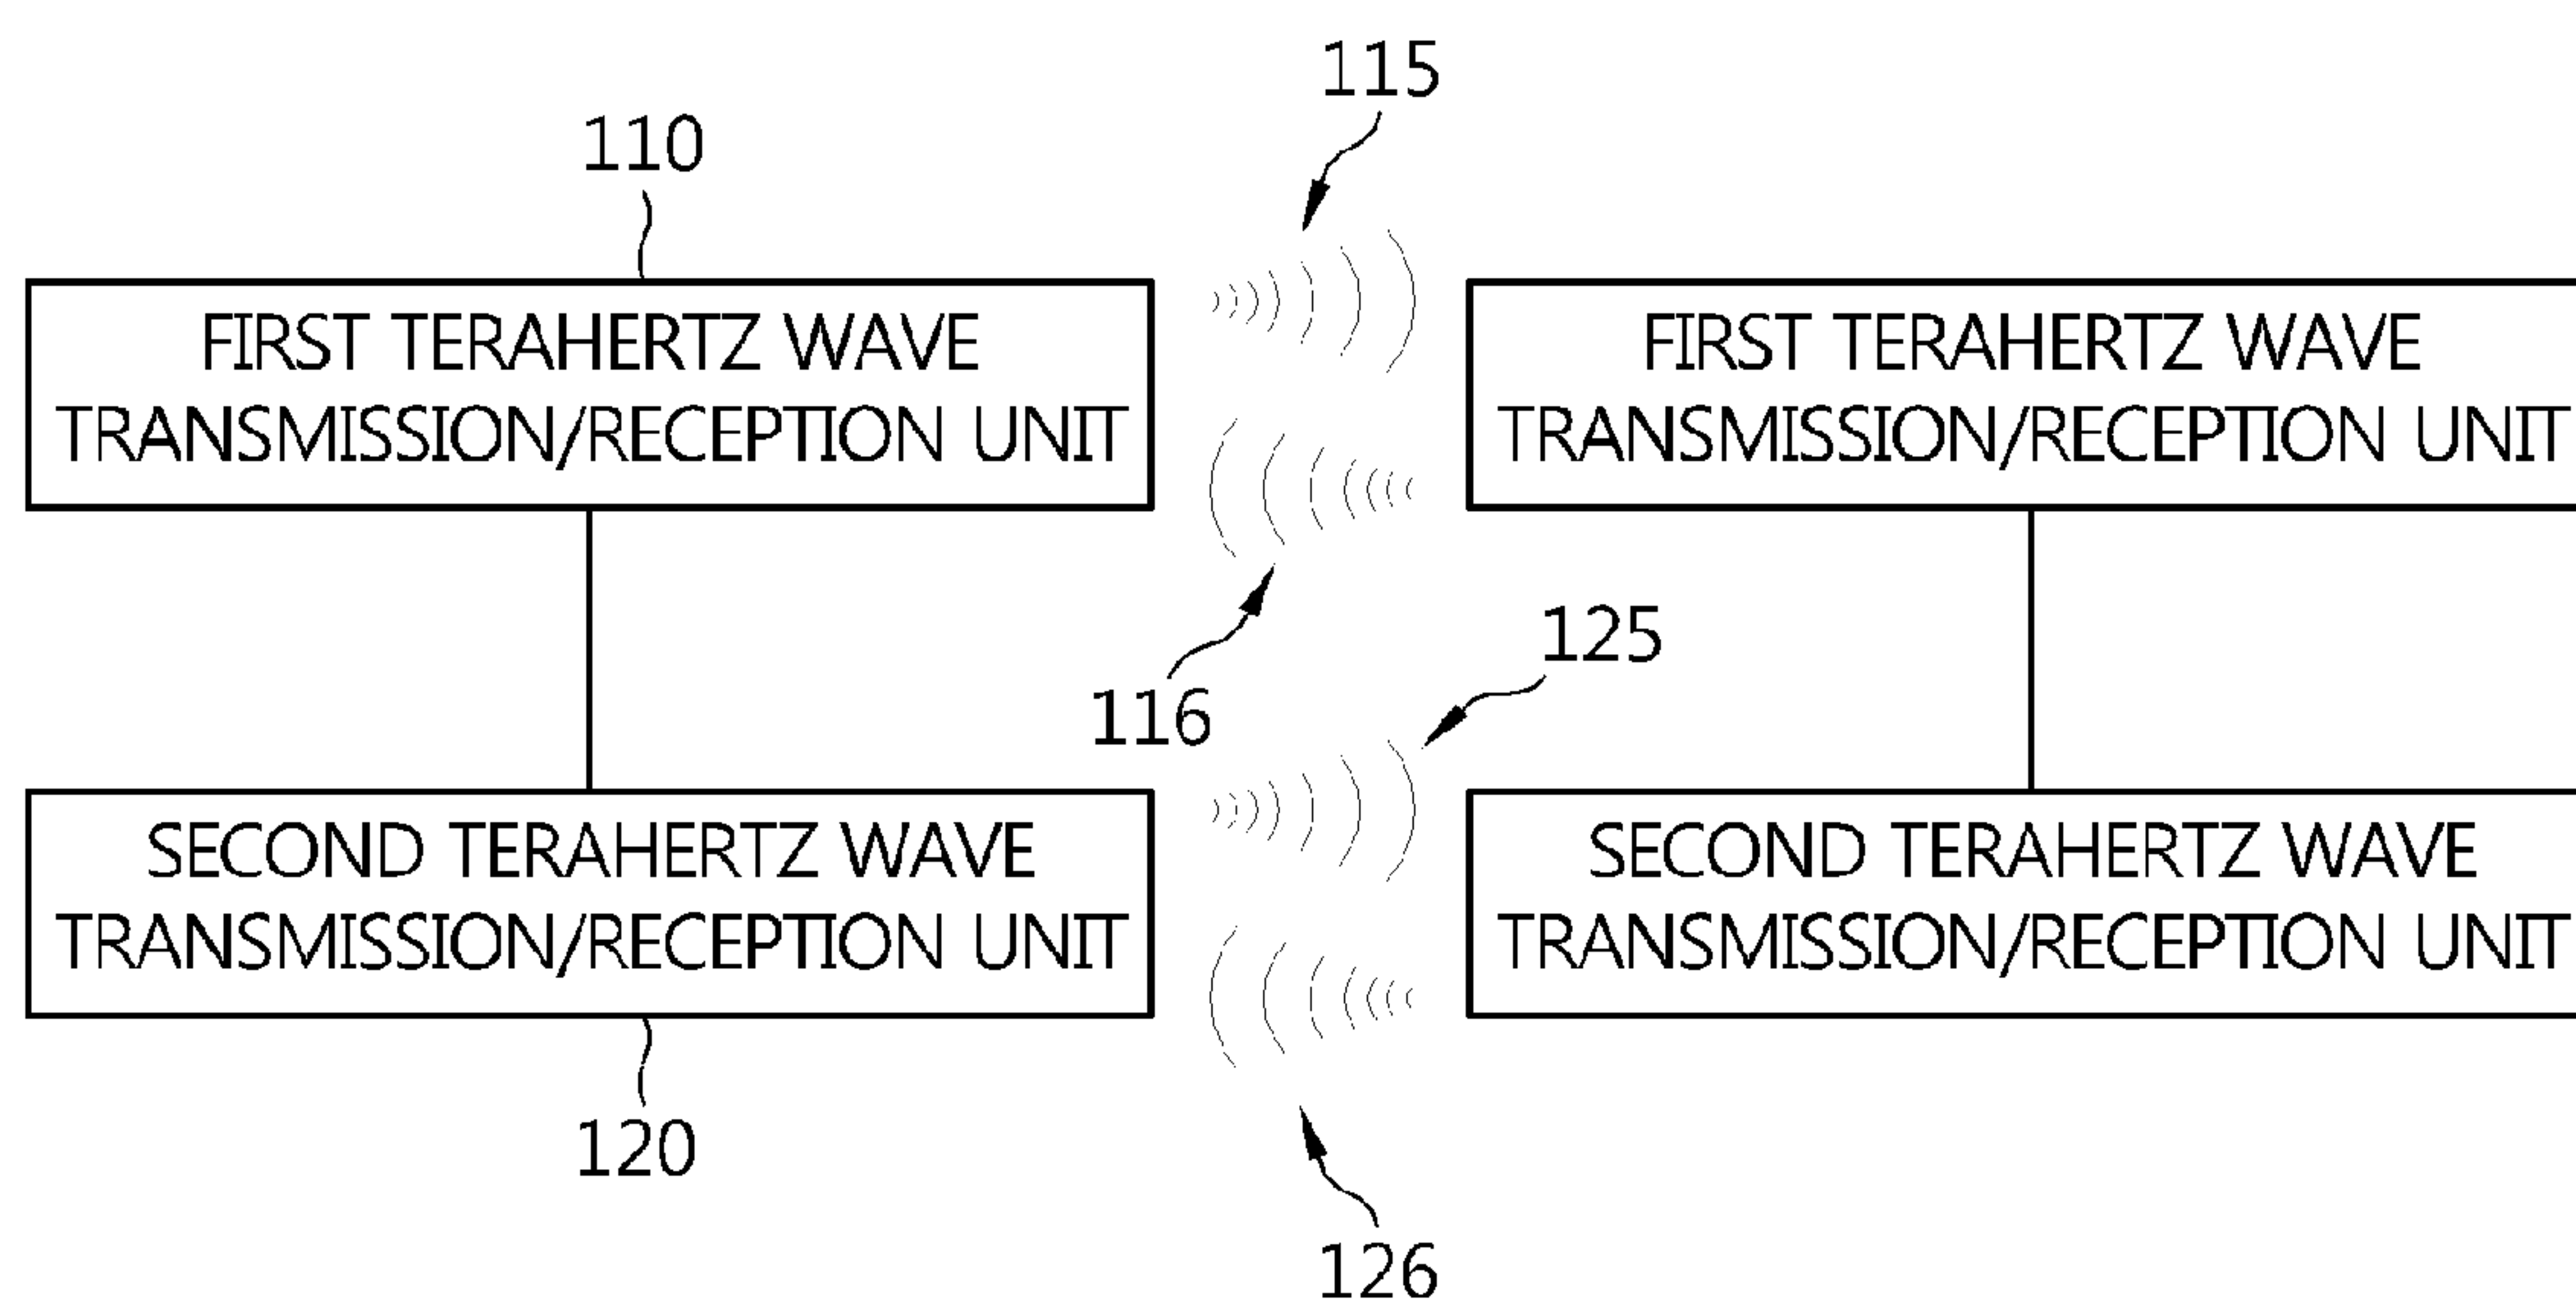 115
110
FIRST TERAHERTZ WAVE
TRANSMISSION/RECEPTION UNIT
FIRST TERAHERTZ WAVE
TRANSMISSION/RECEPTION UNIT
116
125
SECOND TERAHERTZ WAVE
TRANSMISSION/RECEPTION UNIT
SECOND TERAHERTZ WAVE
TRANSMISSION/RECEPTION UNIT
120
126